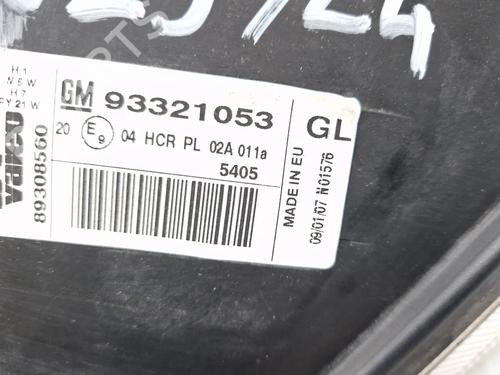 H1
W5W
H7
PY21W
GM 93321053
20 E9 04 HCR PL 02A 011a
5405
GL
MADE IN EU
09/01/07 N01576
Valeo
89308560